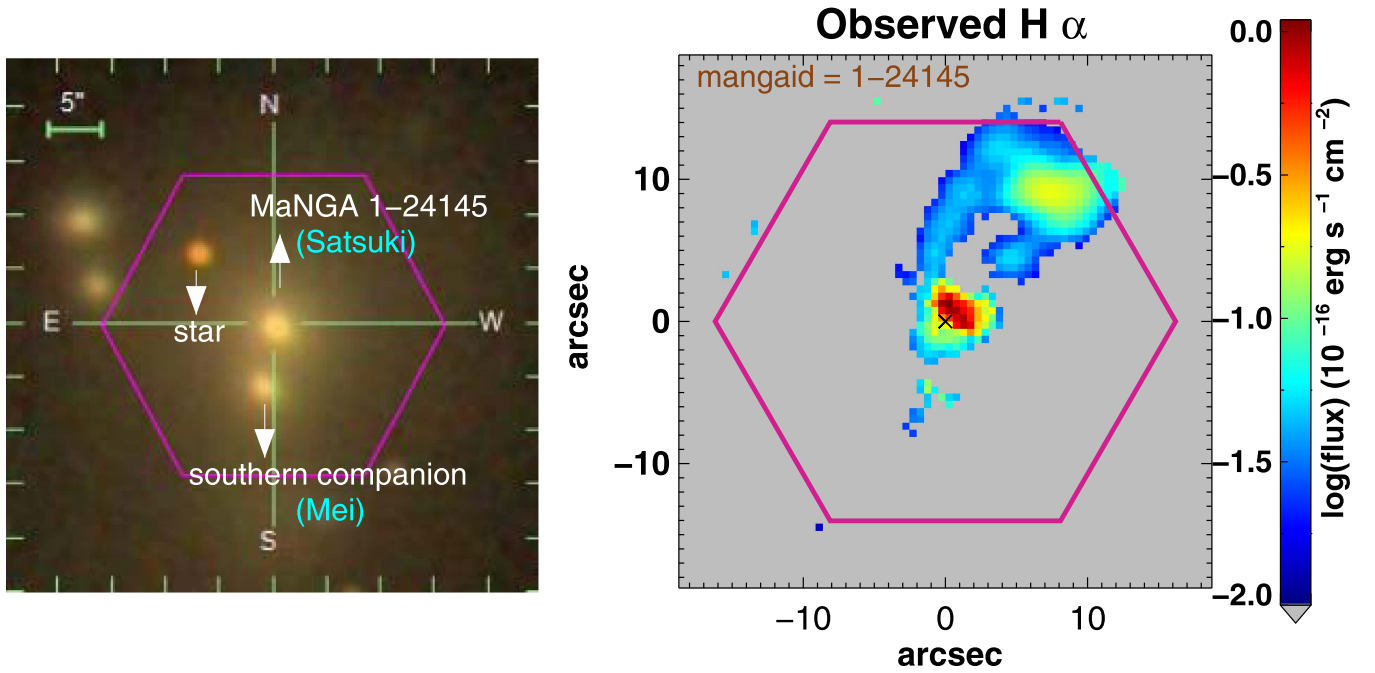 5"
N
MaNGA 1−24145
(Satsuki)
E
W
star
southern companion
(Mei)
S
Observed H α
mangaid = 1−24145
arcsec
10
0
−10
−10
0
10
arcsec
0.0
−0.5
−1.0
−1.5
−2.0
log(flux) (10 −16 erg s −1 cm −2)